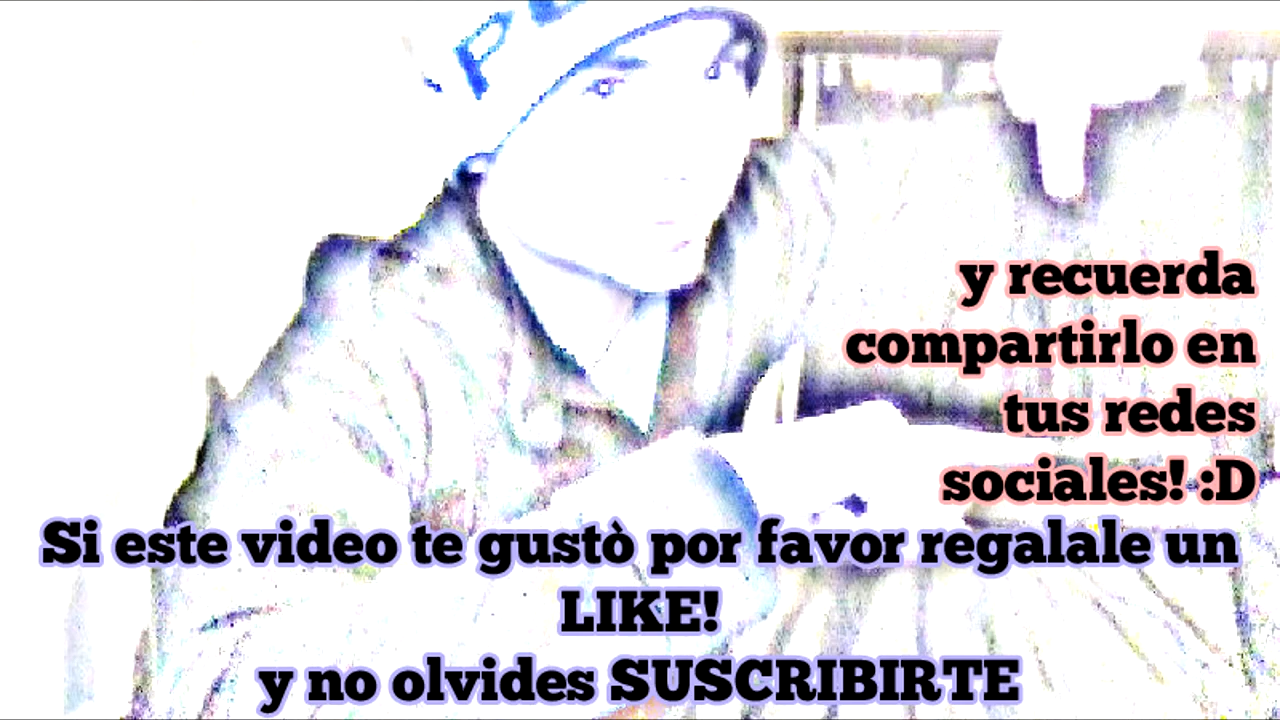 y recuerda
compartirlo en
tus redes
sociales! :D
Si este video te gustò por favor regalale un
LIKE!
y no olvides SUSCRIBIRTE